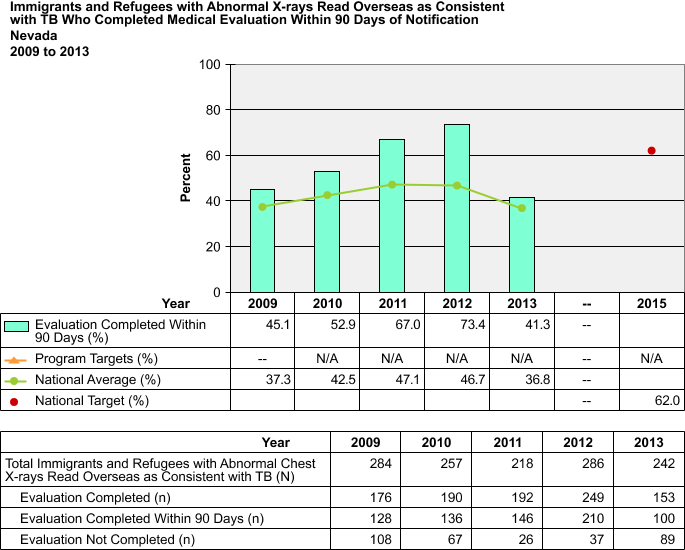 Immigrants and Refugees with Abnormal X-rays Read Overseas as Consistent
with TB Who Completed Medical Evaluation Within 90 Days of Notification
Nevada
2009 to 2013
100
80
60
40
20
0
Percent
Year 2009 2010 2011 2012 2013 -- 2015
Evaluation Completed Within
90 Days (%) 45.1 52.9 67.0 73.4 41.3 --
Program Targets (%) -- N/A N/A N/A N/A -- N/A
National Average (%) 37.3 42.5 47.1 46.7 36.8 --
National Target (%) -- 62.0
Year 2009 2010 2011 2012 2013
Total Immigrants and Refugees with Abnormal Chest
X-rays Read Overseas as Consistent with TB (N) 284 257 218 286 242
Evaluation Completed (n) 176 190 192 249 153
Evaluation Completed Within 90 Days (n) 128 136 146 210 100
Evaluation Not Completed (n) 108 67 26 37 89